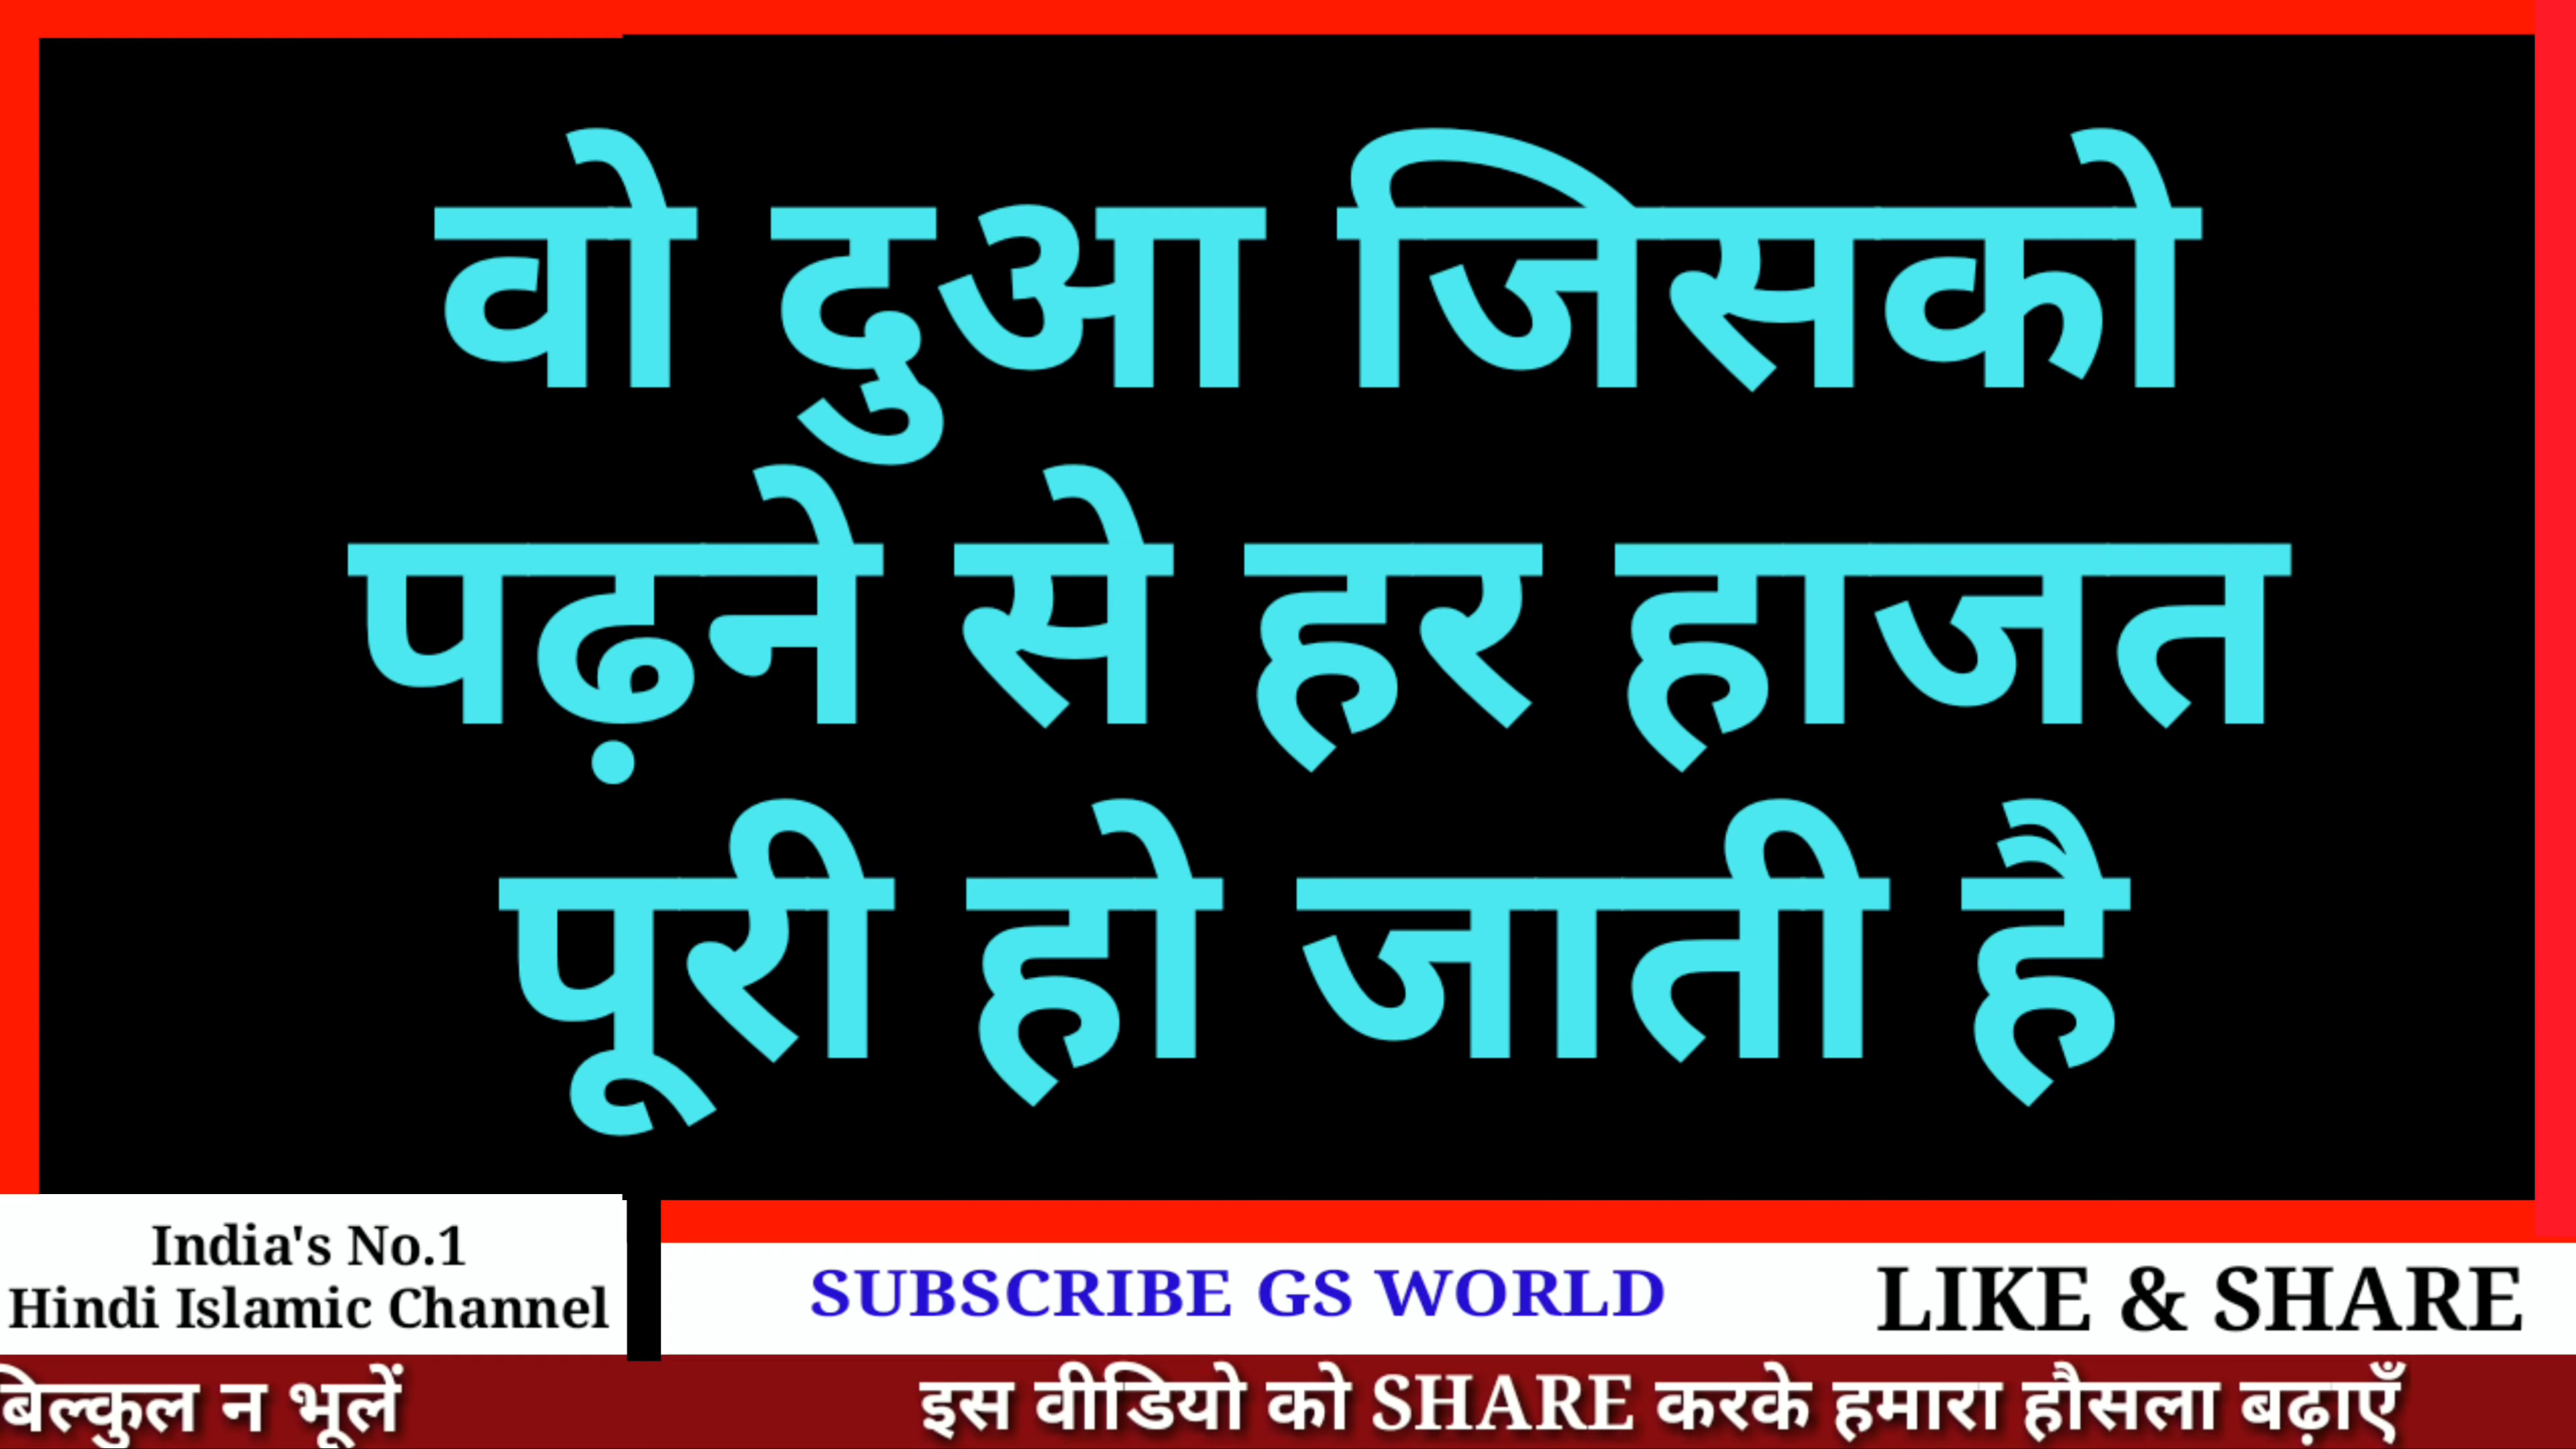 वो दुआ जिसको
पढ़ने से हर हाजत
पूरी हो जाती है
India's No.1
Hindi Islamic Channel
SUBSCRIBE GS WORLD
LIKE & SHARE
बिल्कुल न भूलें इस वीडियो को SHARE करके हमारा हौसला बढ़ाएँ